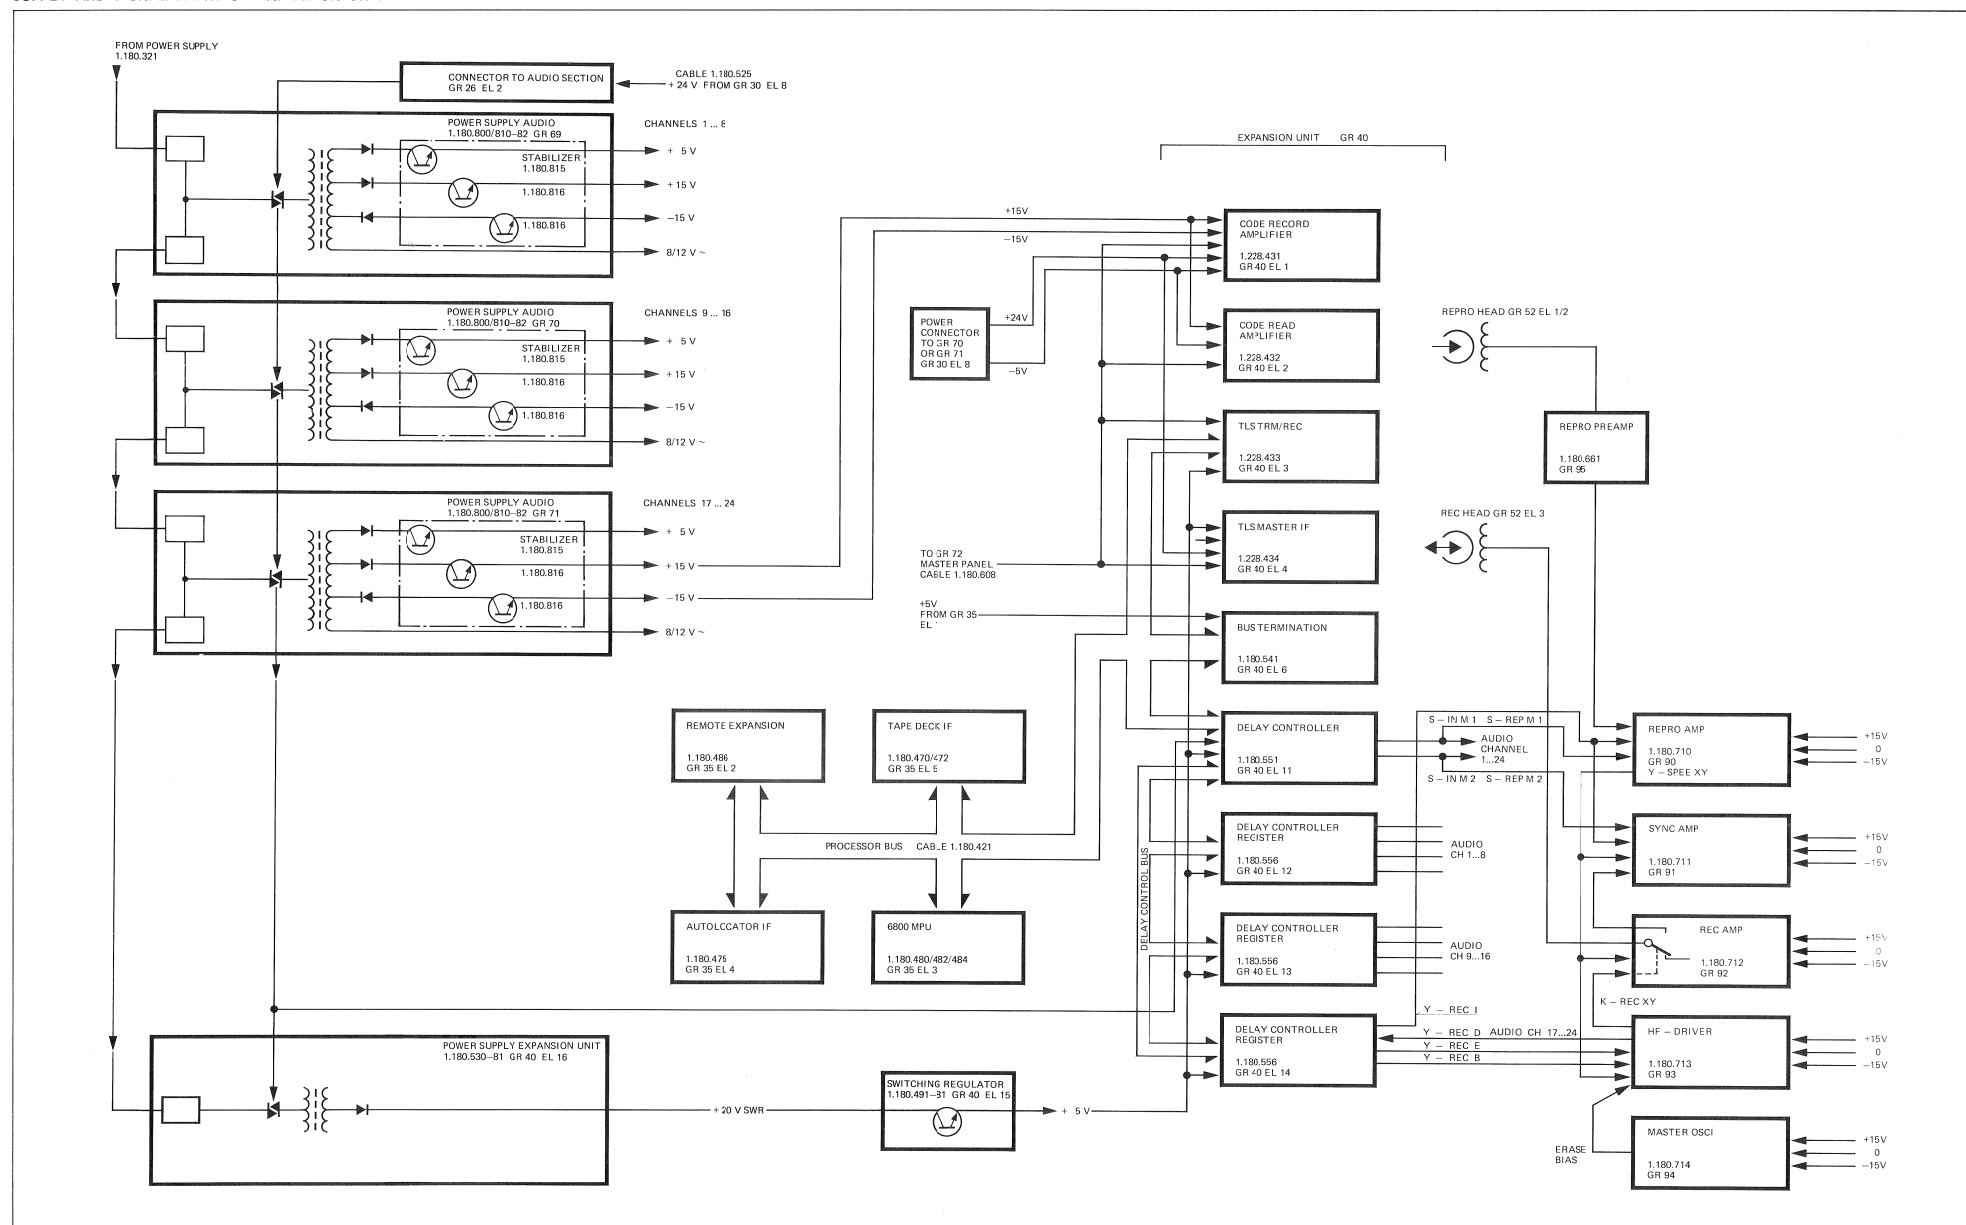 FROM POWER SUPPLY
1.180.321
CONNECTOR TO AUDIO SECTION
GR 26 EL 2
CABLE 1.180.525
+ 24 V FROM GR 30 EL 8
POWER SUPPLY AUDIO
1.180.800/810–82 GR 69
CHANNELS 1 ... 8
STABILIZER
1.180.815
1.180.816
1.180.816
+ 5 V
+ 15 V
–15 V
8/12 V ~
POWER SUPPLY AUDIO
1.180.800/810–82 GR 70
CHANNELS 9 ... 16
STABILIZER
1.180.815
1.180.816
1.180.816
+ 5 V
+ 15 V
– 15 V
8/12 V ~
POWER SUPPLY AUDIO
1.180.800/810–82 GR 71
CHANNELS 17 ... 24
STABILIZER
1.180.815
1.180.816
1.180.816
+ 5 V
+ 15 V
–15 V
8/12 V ~
EXPANSION UNIT GR 40
+15V
–15V
CODE RECORD
AMPLIFIER
1.228.431
GR 40 EL 1
POWER
CONNECTOR
TO GR 70
OR GR 71
GR 30 EL 8
+24V
–5V
CODE READ
AMPLIFIER
1.228.432
GR 40 EL 2
TLS TRM/REC
1.228.433
GR 40 EL 3
TLS MASTER IF
1.228.434
GR 40 EL 4
TO GR 72
MASTER PANEL
CABLE 1.180.608
+5V
FROM GR 35
EL
BUS TERMINATION
1.180.541
GR 40 EL 6
REPRO HEAD GR 52 EL 1/2
REPRO PREAMP
1.180.661
GR 95
REC HEAD GR 52 EL 3
REMOTE EXPANSION
1.180.486
GR 35 EL 2
TAPE DECK IF
1.180.470/472
GR 35 EL 5
PROCESSOR BUS CABLE 1.180.421
AUTOLOCATOR IF
1.180.475
GR 35 EL 4
6800 MPU
1.180.480/482/484
GR 35 EL 3
DELAY CONTROL BUS
DELAY CONTROLLER
1.180.551
GR 40 EL 11
S – IN M 1 S – REP M 1
AUDIO
CHANNEL
1...24
S – IN M 2 S – REP M 2
DELAY CONTROLLER
REGISTER
1.180.556
GR 40 EL 12
AUDIO
CH 1...8
DELAY CONTROLLER
REGISTER
1.180.556
GR 40 EL 13
AUDIO
CH 9...16
DELAY CONTROLLER
REGISTER
1.180.556
GR 40 EL 14
Y – REC I
Y – REC D AUDIO CH 17...24
Y – REC E
Y – REC B
REPRO AMP
1.180.710
GR 90
Y – SPEE XY
+15V
0
–15V
SYNC AMP
1.180.711
GR 91
+15V
0
–15V
REC AMP
1.180.712
GR 92
+15V
0
–15V
K – REC XY
HF – DRIVER
1.180.713
GR 93
+15V
0
–15V
ERASE
BIAS
MASTER OSCI
1.180.714
GR 94
+15V
0
–15V
POWER SUPPLY EXPANSION UNIT
1.180.530–81 GR 40 EL 16
+ 20 V SWR
SWITCHING REGULATOR
1.180.491–81 GR 40 EL 15
+ 5 V